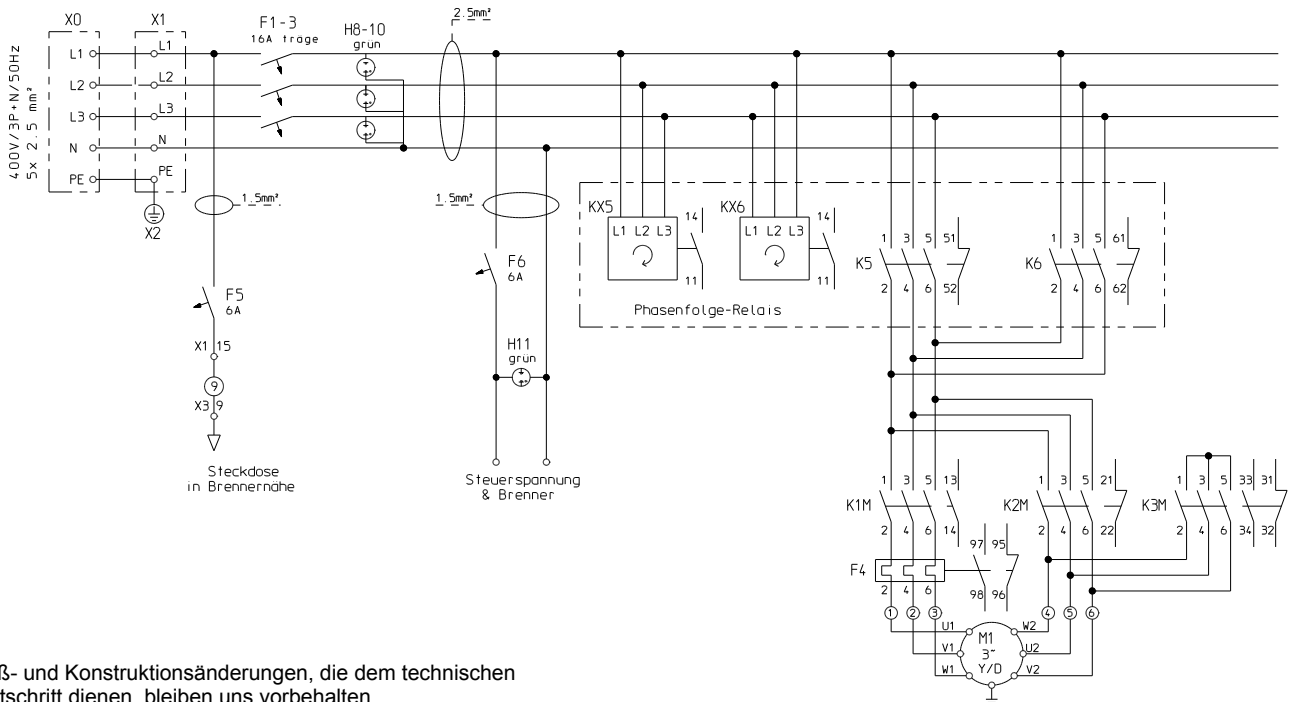 X0
X1
F1-3
16A träge
H8-10
grün
2.5mm²
400V/3P+N/50Hz
5x 2.5 mm²
L1
L1
L2
L2
L3
L3
N
N
PE
PE
X2
1.5mm²
1.5mm²
KX5
L1 L2 L3
14
11
KX6
L1 L2 L3
14
11
Phasenfolge-Relais
K5
1 3 5 51
2 4 6 52
K6
1 3 5 61
2 4 6 62
F5
6A
F6
6A
X1 15
9
X3 9
Steckdose
in Brennernähe
H11
grün
Steuerspannung
& Brenner
K1M
1 3 5 13
2 4 6 14
K2M
1 3 5 21
2 4 6 22
K3M
1 3 5 33 31
2 4 6 34 32
F4
97 95
98 96
2 4 6
1 2 3 4 5 6
U1
V1
W1
M1
3~
Y/D
W2
U2
V2
ß- und Konstruktionsänderungen, die dem technischen
tschritt dienen, bleiben uns vorbehalten